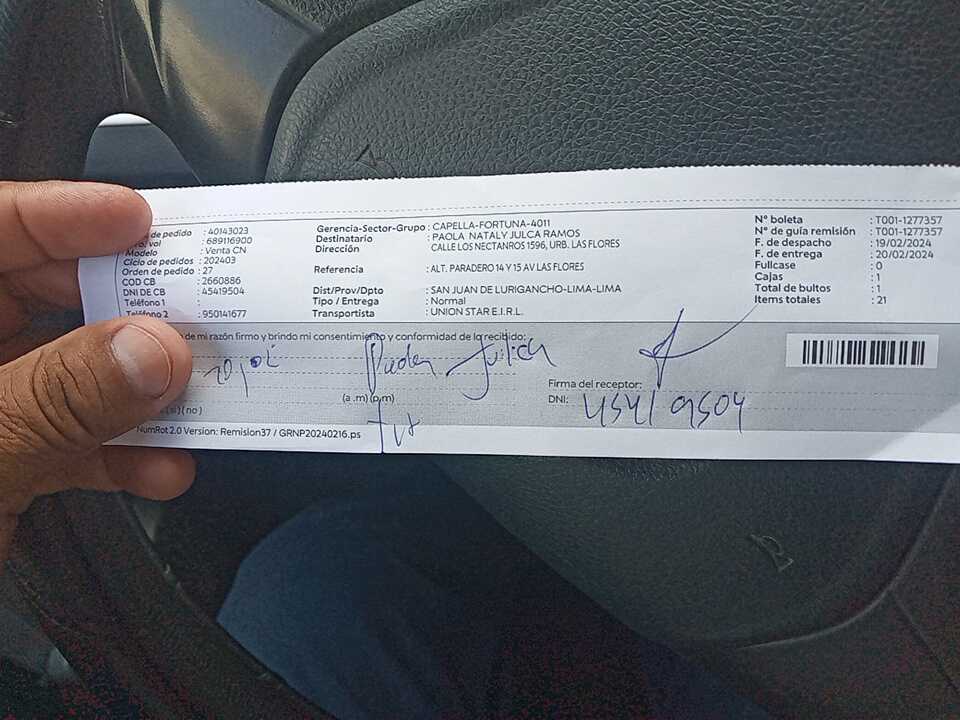 de pedido : 40143023
vol : 689116900
Modelo : Venta CN
Ciclo de pedidos : 202403
Orden de pedido : 27
COD CB : 2660886
DNI DE CB : 45419504
Teléfono 1 :
Teléfono 2 : 950141677
Gerencia-Sector-Grupo : CAPELLA-FORTUNA-4011
Destinatario : PAOLA NATALY JULCA RAMOS
Dirección : CALLE LOS NECTANROS 1596, URB. LAS FLORES
Referencia : ALT. PARADERO 14 Y 15 AV LAS FLORES
Dist/Prov/Dpto : SAN JUAN DE LURIGANCHO-LIMA-LIMA
Tipo / Entrega : Normal
Transportista : UNION STAR E.I.R.L.
N° boleta : T001-1277357
N° de guía remisión : T001-1277357
F. de despacho : 19/02/2024
F. de entrega : 20/02/2024
Fullcase : 0
Cajas : 1
Total de bultos : 1
Items totales : 21
de mi razón firmo y brindo mi consentimiento y conformidad de lo recibido:
(a .m) (p.m)
Firma del receptor:
DNI: 45419504
(si) (no)
NumRot 2.0 Version: Remision37 / GRNP20240216.ps